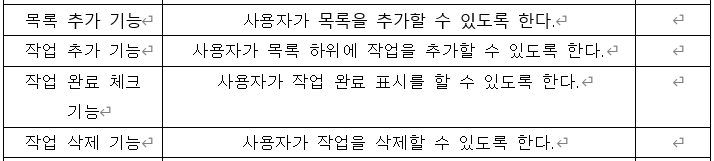 목록 추가 기능 사용자가 목록을 추가할 수 있도록 한다.
작업 추가 기능 사용자가 목록 하위에 작업을 추가할 수 있도록 한다.
작업 완료 체크 사용자가 작업 완료 표시를 할 수 있도록 한다.
기능
작업 삭제 기능 사용자가 작업을 삭제할 수 있도록 한다.